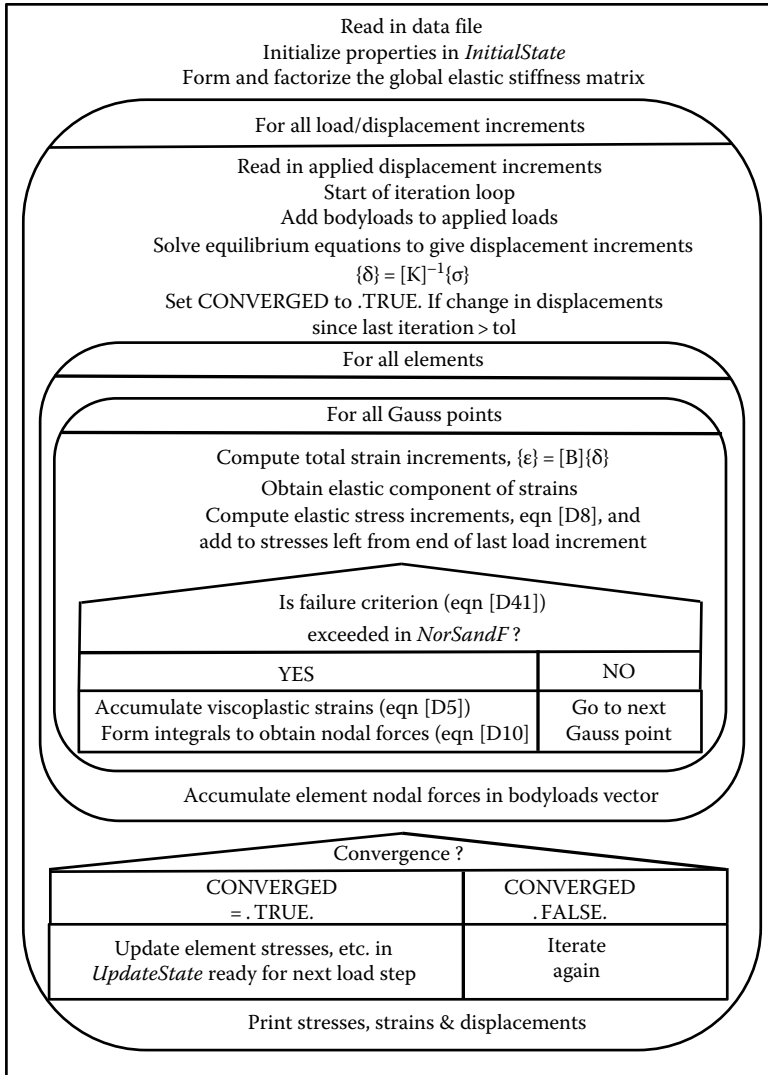 Read in data file
Initialize properties in InitialState
Form and factorize the global elastic stiffness matrix
For all load/displacement increments
Read in applied displacement increments
Start of iteration loop
Add bodyloads to applied loads
Solve equilibrium equations to give displacement increments
{δ} = [K]⁻¹{σ}
Set CONVERGED to .TRUE. If change in displacements
since last iteration > tol
For all elements
For all Gauss points
Compute total strain increments, {ε} = [B]{δ}
Obtain elastic component of strains
Compute elastic stress increments, eqn [D8], and
add to stresses left from end of last load increment
Is failure criterion (eqn [D41])
exceeded in NorSandF ?
YES
NO
Accumulate viscoplastic strains (eqn [D5])
Form integrals to obtain nodal forces (eqn [D10]
Go to next
Gauss point
Accumulate element nodal forces in bodyloads vector
Convergence ?
CONVERGED
= . TRUE.
CONVERGED
. FALSE.
Update element stresses, etc. in
UpdateState ready for next load step
Iterate
again
Print stresses, strains & displacements